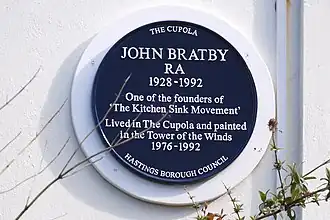 THE CUPOLA
JOHN BRATBY
RA
1928-1992
One of the founders of
'The Kitchen Sink Movement'
Lived in The Cupola and painted
in the Tower of the Winds
1976-1992
HASTINGS BOROUGH COUNCIL